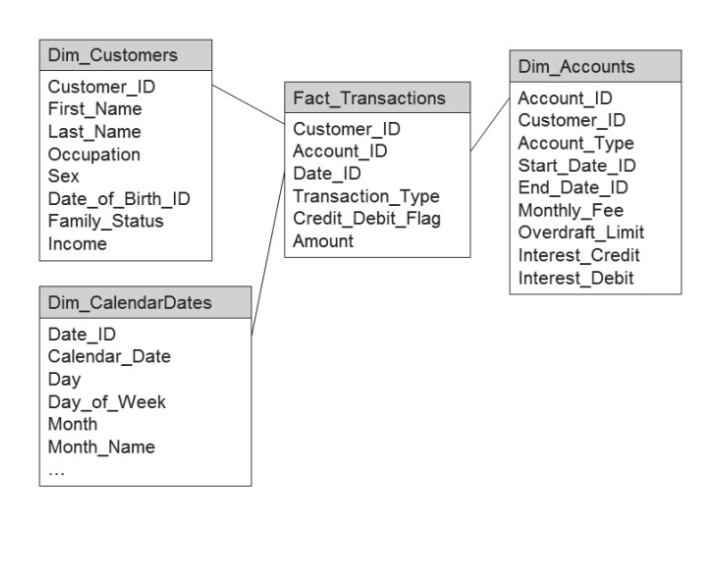 Dim_Customers
Customer_ID
First_Name
Last_Name
Occupation
Sex
Date_of_Birth_ID
Family_Status
Income
Fact_Transactions
Customer_ID
Account_ID
Date_ID
Transaction_Type
Credit_Debit_Flag
Amount
Dim_Accounts
Account_ID
Customer_ID
Account_Type
Start_Date_ID
End_Date_ID
Monthly_Fee
Overdraft_Limit
Interest_Credit
Interest_Debit
Dim_CalendarDates
Date_ID
Calendar_Date
Day
Day_of_Week
Month
Month_Name
...